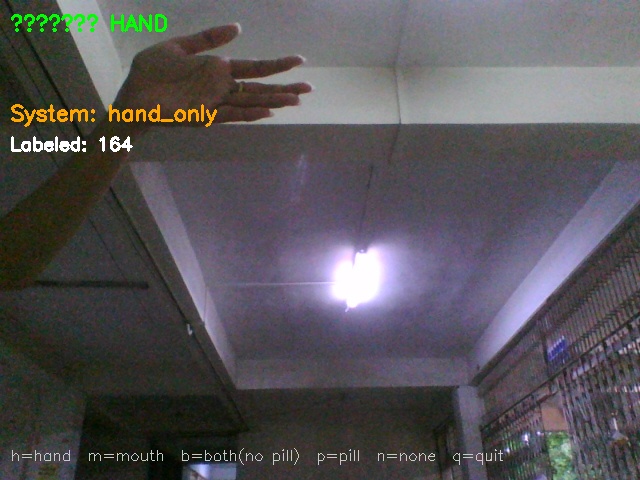 ??????? HAND
System: hand_only
Labeled: 164
h=hand m=mouth b=both(no pill) p=pill n=none q=quit